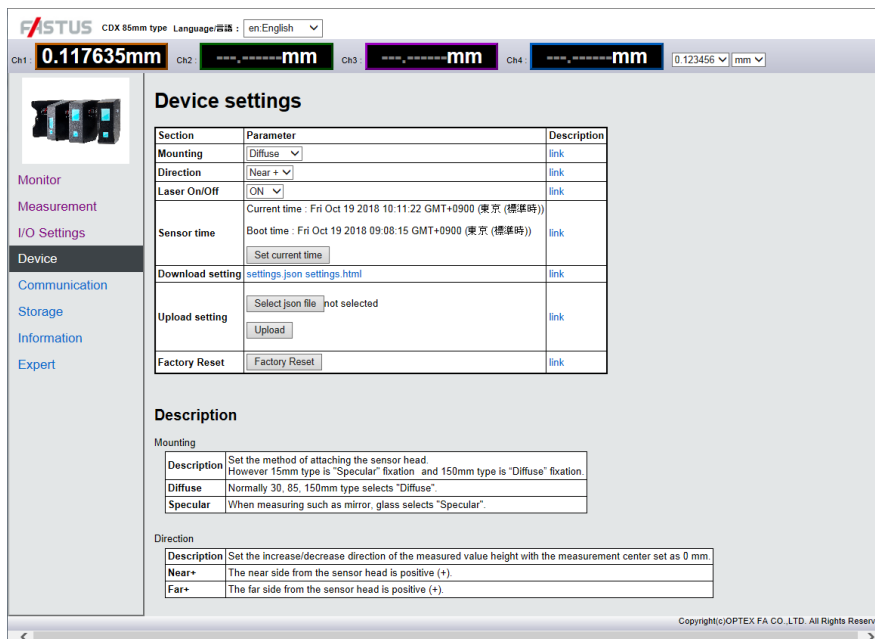 FASTUS CDX 85mm type Language/言語 : en:English
Ch1 : 0.117635mm Ch2 : ---.------mm Ch3 : ---.------mm Ch4 : ---.------mm 0.123456 mm
Monitor
Measurement
I/O Settings
Device
Communication
Storage
Information
Expert
Device settings
Section Parameter Description
Mounting Diffuse link
Direction Near + link
Laser On/Off ON link
Current time : Fri Oct 19 2018 10:11:22 GMT+0900 (東京 (標準時))
Sensor time Boot time : Fri Oct 19 2018 09:08:15 GMT+0900 (東京 (標準時)) link
Set current time
Download setting settings.json settings.html link
Select json file not selected
Upload setting link
Upload
Factory Reset Factory Reset link
Description
Mounting
Description Set the method of attaching the sensor head.
However 15mm type is "Specular" fixation and 150mm type is "Diffuse" fixation.
Diffuse Normally 30, 85, 150mm type selects "Diffuse".
Specular When measuring such as mirror, glass selects "Specular".
Direction
Description Set the increase/decrease direction of the measured value height with the measurement center set as 0 mm.
Near+ The near side from the sensor head is positive (+).
Far+ The far side from the sensor head is positive (+).
Copyright(c)OPTEX FA CO.,LTD. All Rights Reserv